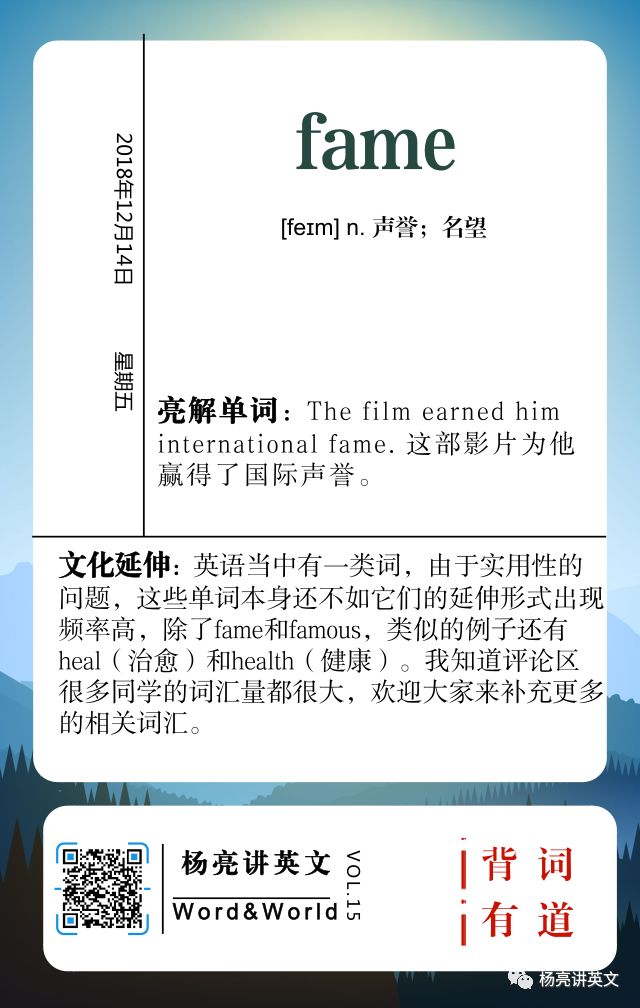 fame
[feɪm] n. 声誉；名望
2018年12月14日
星期五
亮解单词：The film earned him
international fame. 这部影片为他
赢得了国际声誉。
文化延伸：英语当中有一类词，由于实用性的
问题，这些单词本身还不如它们的延伸形式出现
频率高，除了fame和famous，类似的例子还有
heal（治愈）和health（健康）。我知道评论区
很多同学的词汇量都很大，欢迎大家来补充更多
的相关词汇。
杨亮讲英文
Word&World
VOL.15
背词
有道
杨亮讲英文